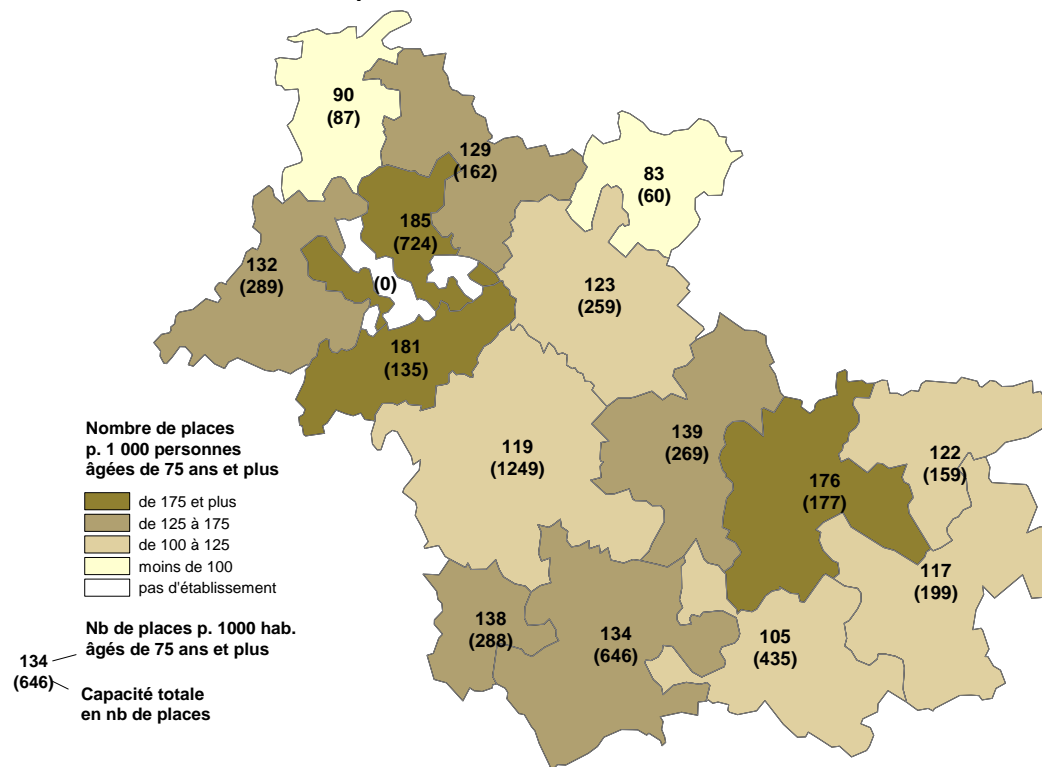 90
(87)
129
(162)
83
(60)
185
(724)
132
(289)
(0)
123
(259)
181
(135)
139
(269)
119
(1249)
122
(159)
176
(177)
117
(199)
138
(288)
134
(646)
105
(435)
Nombre de places
p. 1 000 personnes
âgées de 75 ans et plus
de 175 et plus
de 125 à 175
de 100 à 125
moins de 100
pas d'établissement
Nb de places p. 1000 hab.
âgés de 75 ans et plus
134
(646)
Capacité totale
en nb de places